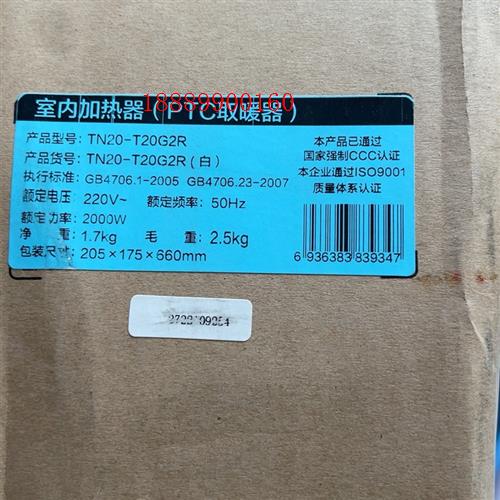 18889900160
室内加热器（PTC取暖器）
产品型号：TN20-T20G2R
产品货号：TN20-T20G2R(白)
执行标准：GB4706.1-2005 GB4706.23-2007
额定电压：220V~ 额定频率：50Hz
额定功率：2000W
净 重：1.7kg 毛 重：2.5kg
包装尺寸：205×175×660mm
本产品已通过
国家强制CCC认证
本企业通过ISO9001
质量体系认证
6 936383 839347